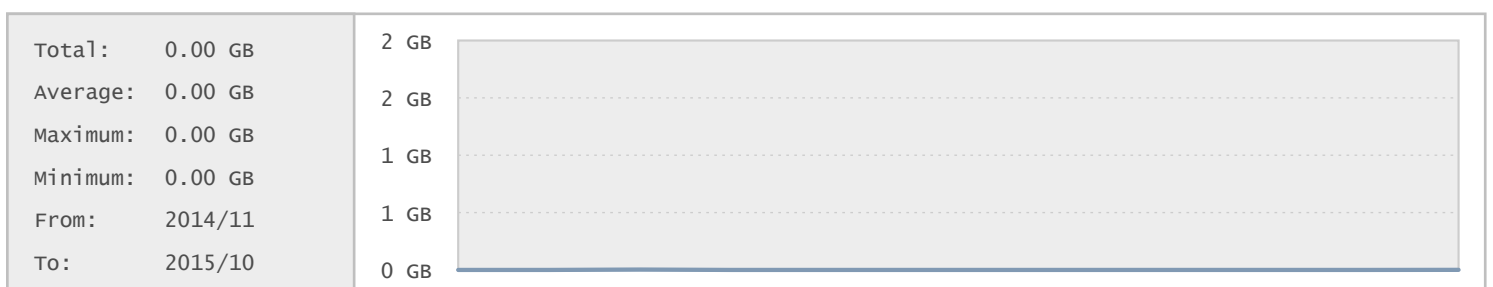 Total: 0.00 GB
Average: 0.00 GB
Maximum: 0.00 GB
Minimum: 0.00 GB
From: 2014/11
To: 2015/10
2 GB
2 GB
1 GB
1 GB
0 GB